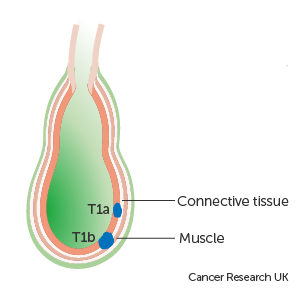 T1a
Connective tissue
T1b
Muscle
Cancer Research UK